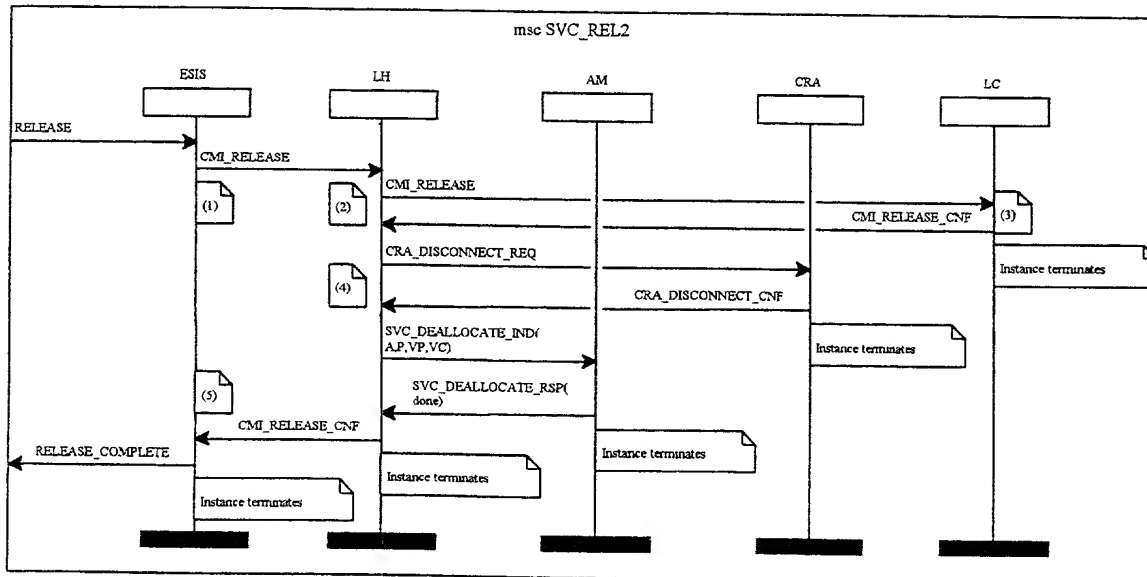 msc SVC_REL2
ESIS
LH
AM
CRA
LC
RELEASE
CMI_RELEASE
CMI_RELEASE
(1)
(2)
(3)
CMI_RELEASE_CNF
CRA_DISCONNECT_REQ
Instance terminates
(4)
CRA_DISCONNECT_CNF
SVC_DEALLOCATE_IND(
A,P,VP,VC)
Instance terminates
(5)
SVC_DEALLOCATE_RSP(
done)
CMI_RELEASE_CNF
RELEASE_COMPLETE
Instance terminates
Instance terminates
Instance terminates